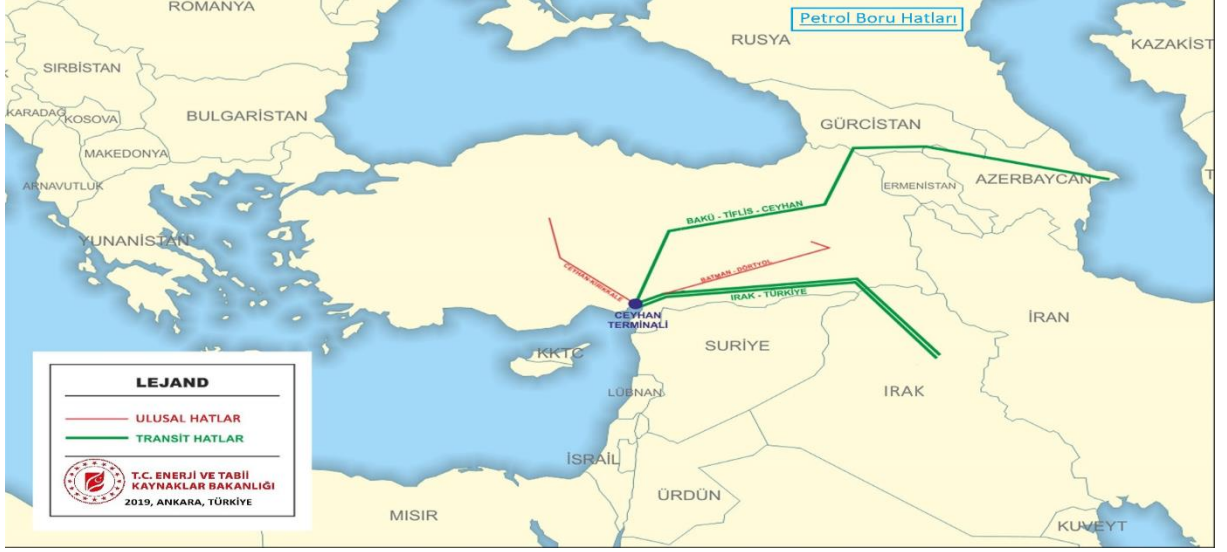 ROMANYA
Petrol Boru Hatları
RUSYA
KAZAKİST
SIRBİSTAN
KARADAĞ
KOSOVA
BULGARİSTAN
GÜRCİSTAN
MAKEDONYA
ARNAVUTLUK
ERMENİSTAN
AZERBAYCAN
T
YUNANİSTAN
BAKÜ - TİFLİS - CEYHAN
CEYHAN-KIRIKKALE
BATMAN - DÖRTYOL
IRAK - TÜRKİYE
CEYHAN
TERMİNALİ
İRAN
KKTC
SURİYE
LÜBNAN
IRAK
İSRAİL
ÜRDÜN
MISIR
KUVEYT
LEJAND
ULUSAL HATLAR
TRANSİT HATLAR
T.C. ENERJİ VE TABİİ
KAYNAKLAR BAKANLIĞI
2019, ANKARA, TÜRKİYE